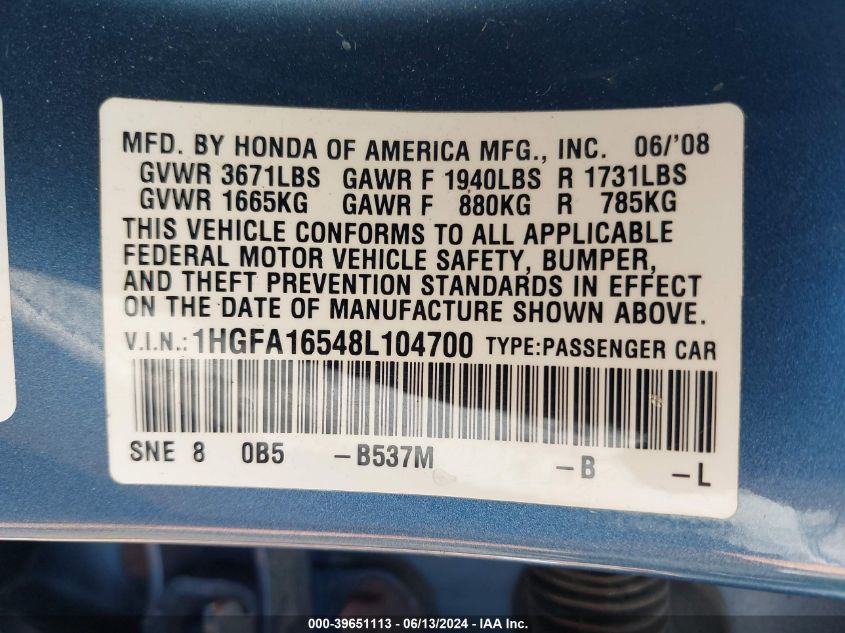 MFD. BY HONDA OF AMERICA MFG., INC. 06/'08
GVWR 3671LBS GAWR F 1940LBS R 1731LBS
GVWR 1665KG GAWR F 880KG R 785KG
THIS VEHICLE CONFORMS TO ALL APPLICABLE
FEDERAL MOTOR VEHICLE SAFETY, BUMPER,
AND THEFT PREVENTION STANDARDS IN EFFECT
ON THE DATE OF MANUFACTURE SHOWN ABOVE.
V.I.N.: 1HGFA16548L104700 TYPE:PASSENGER CAR
SNE 8 0B5 -B537M -B -L
000-39651113 - 06/13/2024 - IAA Inc.